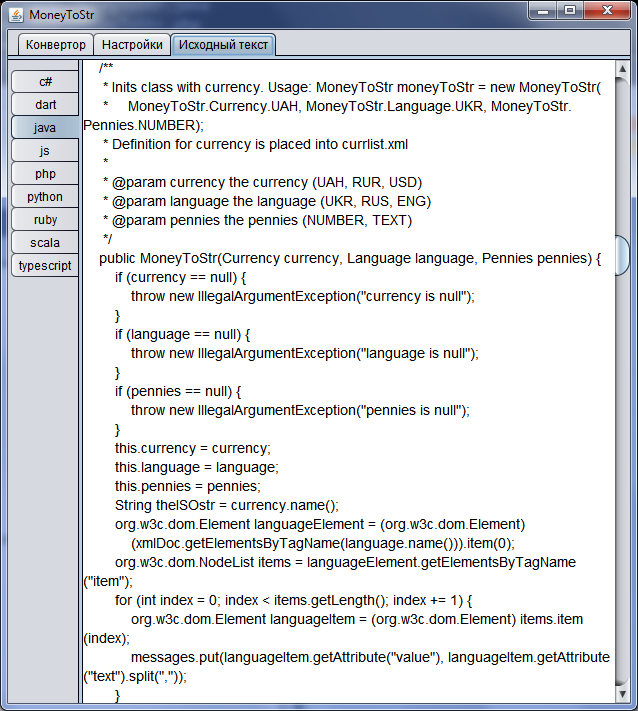 MoneyToStr
Конвертор Настройки Исходный текст
c#
dart
java
js
php
python
ruby
scala
typescript
/**
* Inits class with currency. Usage: MoneyToStr moneyToStr = new MoneyToStr(
* MoneyToStr.Currency.UAH, MoneyToStr.Language.UKR, MoneyToStr.
Pennies.NUMBER);
* Definition for currency is placed into currlist.xml
*
* @param currency the currency (UAH, RUR, USD)
* @param language the language (UKR, RUS, ENG)
* @param pennies the pennies (NUMBER, TEXT)
*/
public MoneyToStr(Currency currency, Language language, Pennies pennies) {
if (currency == null) {
throw new IllegalArgumentException("currency is null");
}
if (language == null) {
throw new IllegalArgumentException("language is null");
}
if (pennies == null) {
throw new IllegalArgumentException("pennies is null");
}
this.currency = currency;
this.language = language;
this.pennies = pennies;
String theISOstr = currency.name();
org.w3c.dom.Element languageElement = (org.w3c.dom.Element)
(xmlDoc.getElementsByTagName(language.name())).item(0);
org.w3c.dom.NodeList items = languageElement.getElementsByTagName
("item");
for (int index = 0; index < items.getLength(); index += 1) {
org.w3c.dom.Element languageItem = (org.w3c.dom.Element) items.item
(index);
messages.put(languageItem.getAttribute("value"), languageItem.getAttribute
("text").split(","));
}